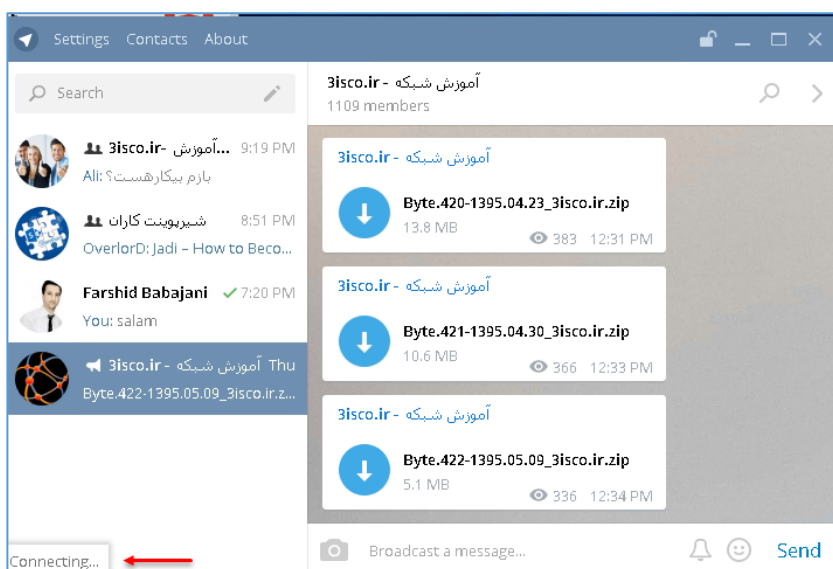 Settings Contacts About
Search
3isco.ir- آموزش... 9:19 PM
Ali: بازم بیکارهست؟
شیرپوینت کاران 8:51 PM
OverlorD: Jadi – How to Beco...
Farshid Babajani 7:20 PM
You: salam
3isco.ir - آموزش شبکه Thu
Byte.422-1395.05.09_3isco.ir.z...
Connecting...
3isco.ir - آموزش شبکه
1109 members
3isco.ir - آموزش شبکه
Byte.420-1395.04.23_3isco.ir.zip
13.8 MB
383 12:31 PM
3isco.ir - آموزش شبکه
Byte.421-1395.04.30_3isco.ir.zip
10.6 MB
366 12:33 PM
3isco.ir - آموزش شبکه
Byte.422-1395.05.09_3isco.ir.zip
5.1 MB
336 12:34 PM
Broadcast a message...
Send